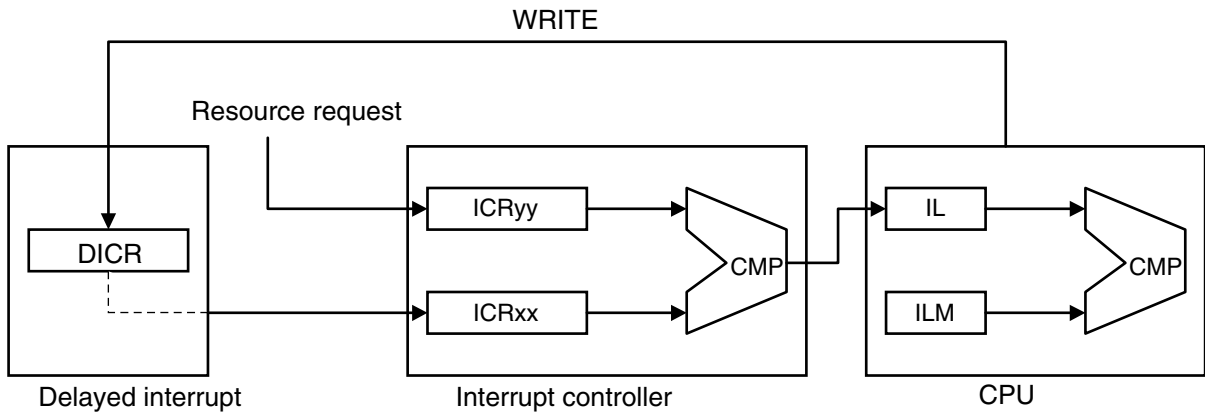 WRITE
Resource request
ICRyy
IL
DICR
CMP
CMP
ICRxx
ILM
Delayed interrupt
Interrupt controller
CPU